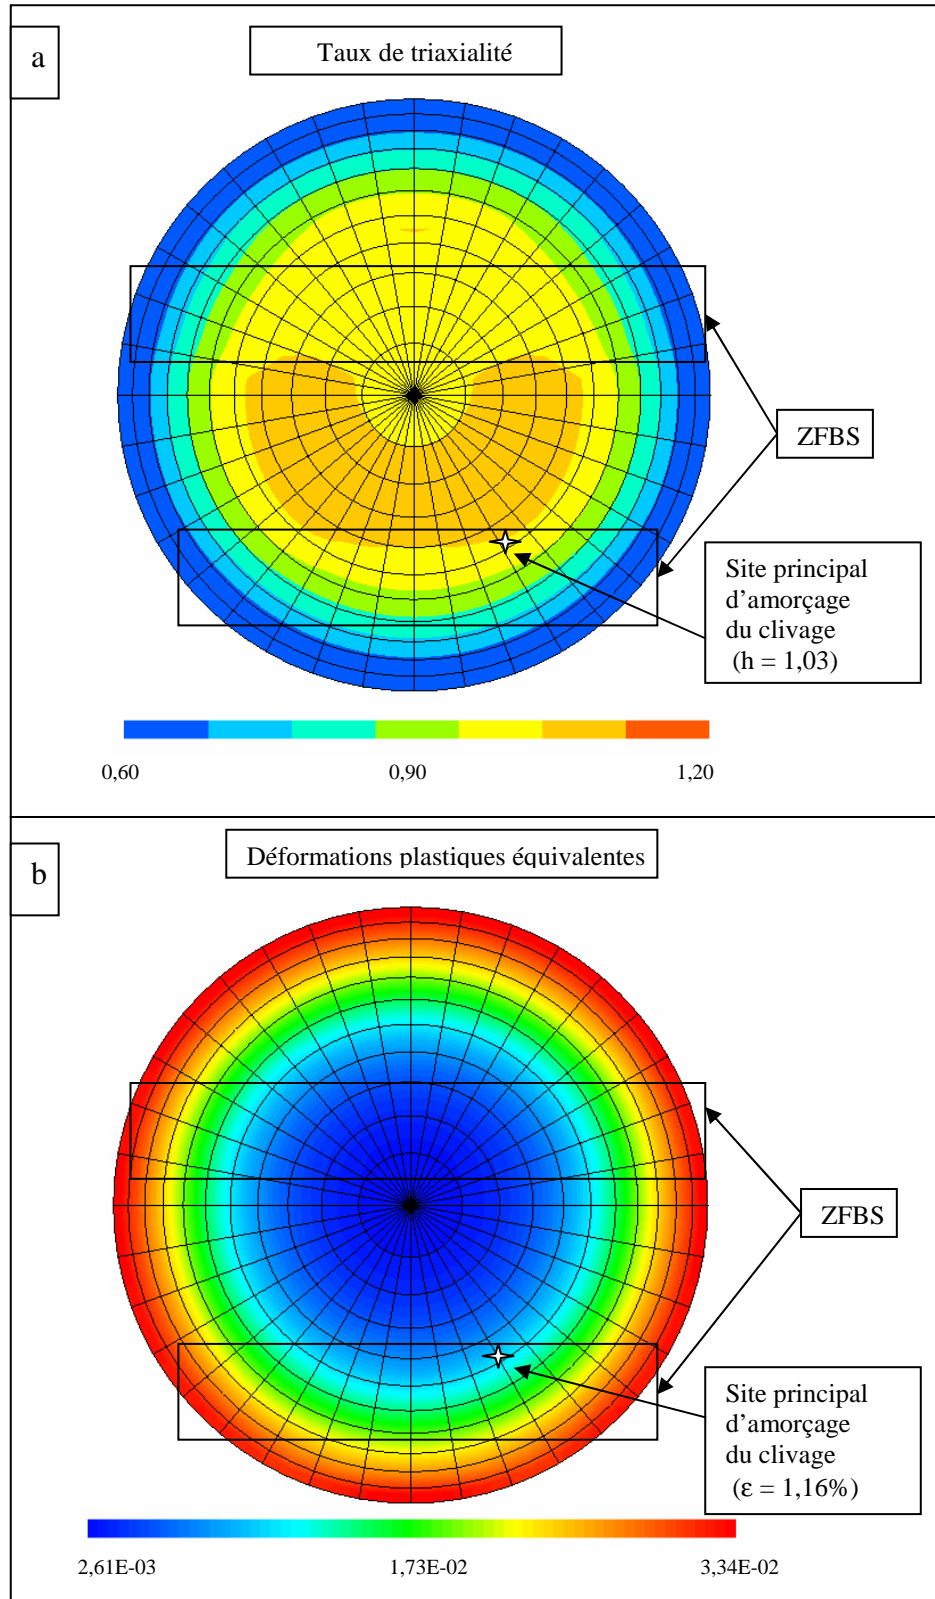 a
Taux de triaxialité
ZFBS
Site principal
d’amorçage
du clivage
(h = 1,03)
0,60
0,90
1,20
b
Déformations plastiques équivalentes
ZFBS
Site principal
d’amorçage
du clivage
(ε = 1,16%)
2,61E-03
1,73E-02
3,34E-02